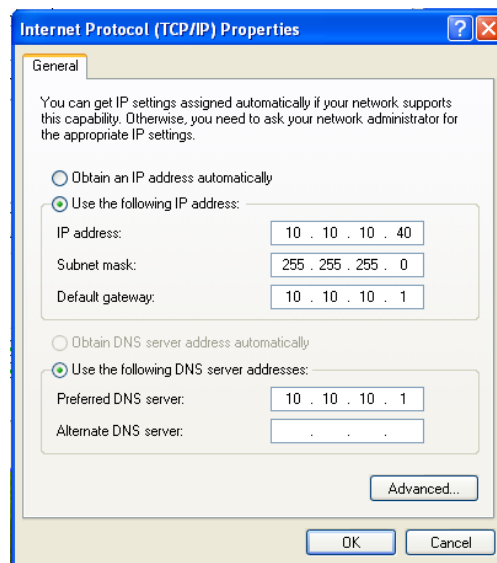 Internet Protocol (TCP/IP) Properties
General
You can get IP settings assigned automatically if your network supports
this capability. Otherwise, you need to ask your network administrator for
the appropriate IP settings.
Obtain an IP address automatically
Use the following IP address:
IP address: 10 . 10 . 10 . 40
Subnet mask: 255 . 255 . 255 . 0
Default gateway: 10 . 10 . 10 . 1
Obtain DNS server address automatically
Use the following DNS server addresses:
Preferred DNS server: 10 . 10 . 10 . 1
Alternate DNS server: . . .
Advanced...
OK Cancel